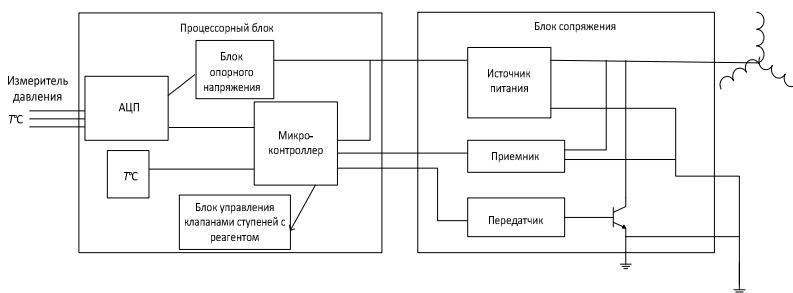 Процессорный блок
Блок сопряжения
Блок
опорного
напряжения
Измеритель
давления
T°C
АЦП
Источник
питания
Микро-
контроллер
T°C
Приемник
Блок управления
клапанами ступеней с
реагентом
Передатчик